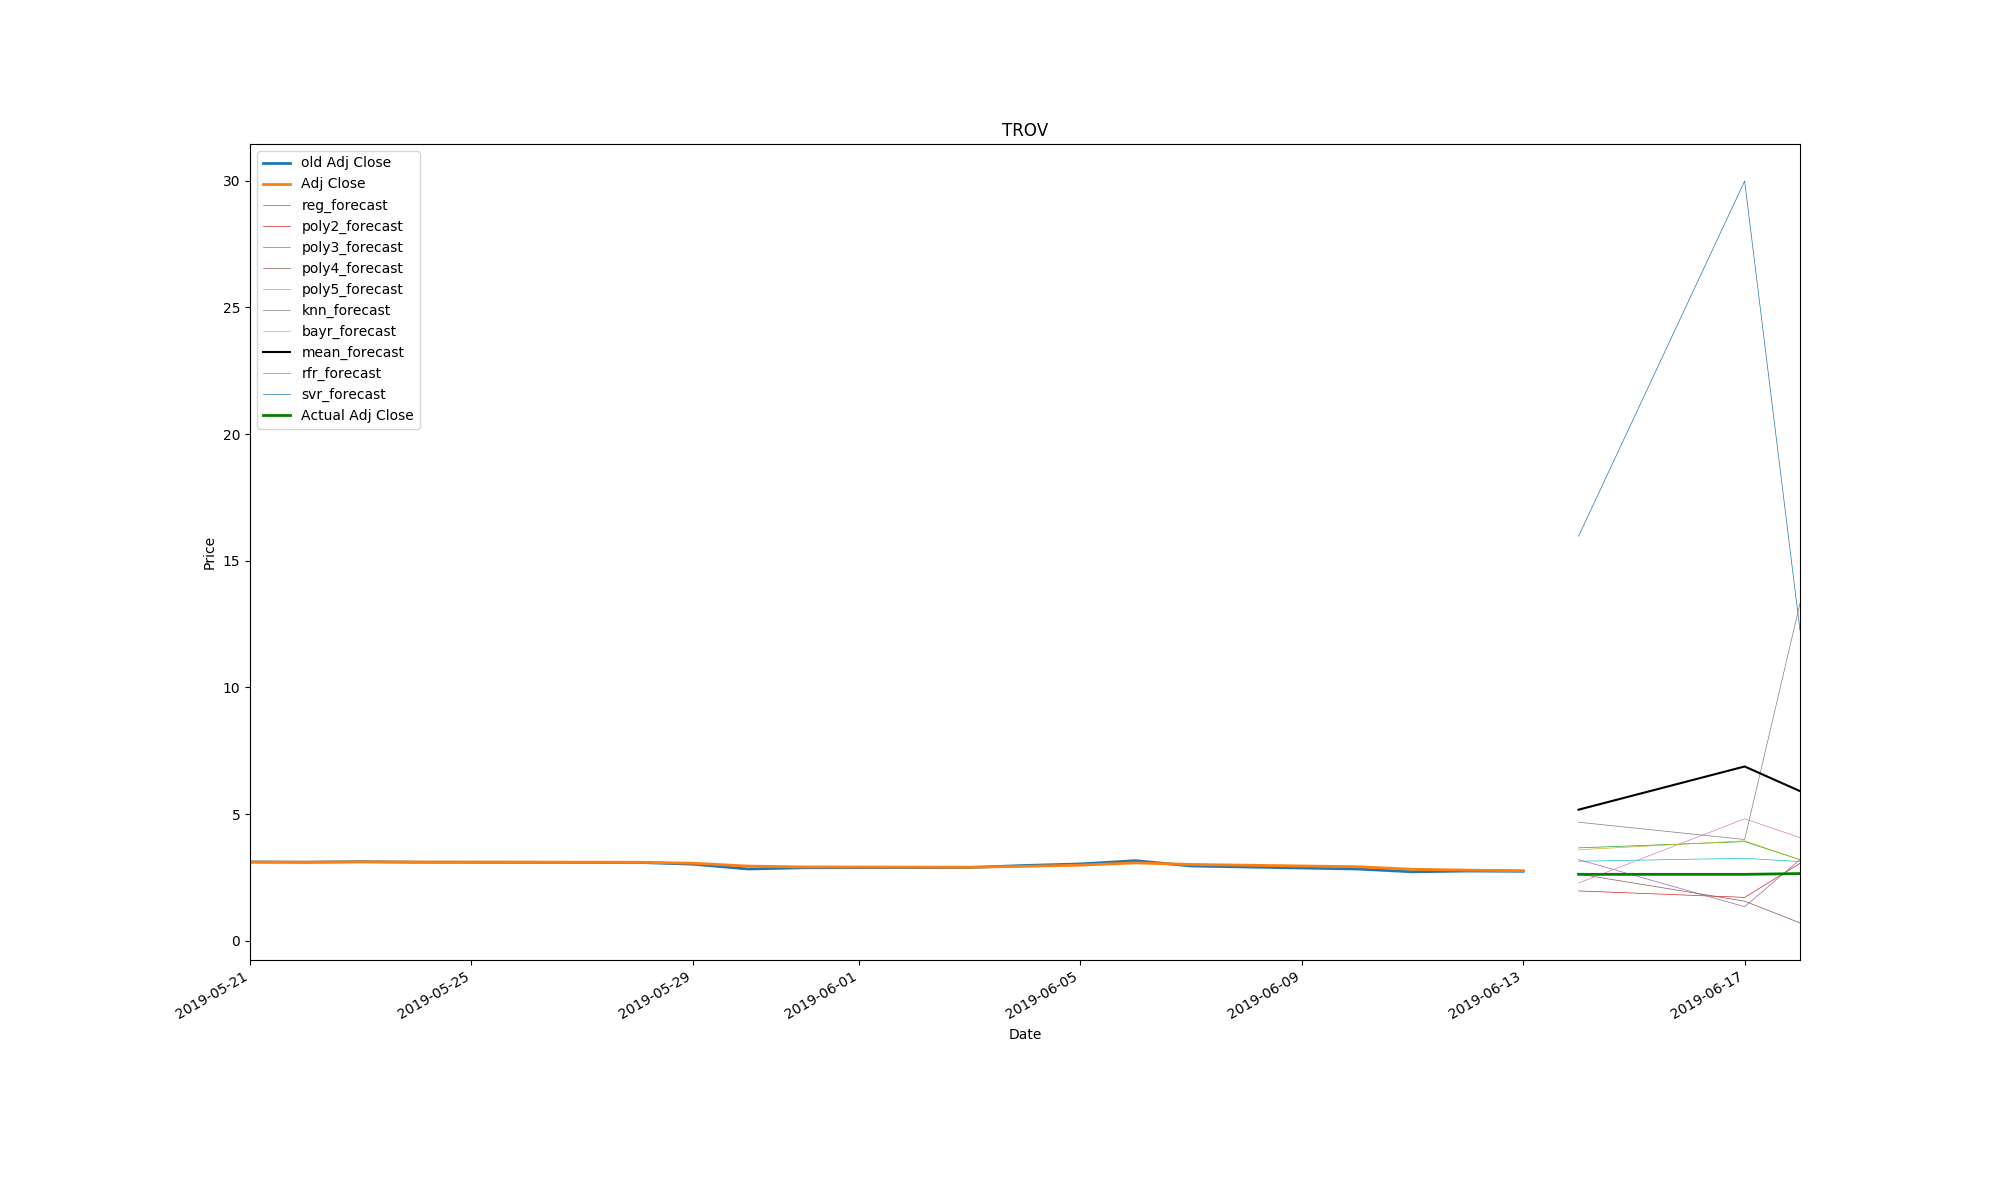 TROV
old Adj Close
Adj Close
reg_forecast
poly2_forecast
poly3_forecast
poly4_forecast
poly5_forecast
knn_forecast
bayr_forecast
mean_forecast
rfr_forecast
svr_forecast
Actual Adj Close
30
25
20
15
10
5
0
Price
2019-05-21
2019-05-25
2019-05-29
2019-06-01
2019-06-05
2019-06-09
2019-06-13
2019-06-17
Date